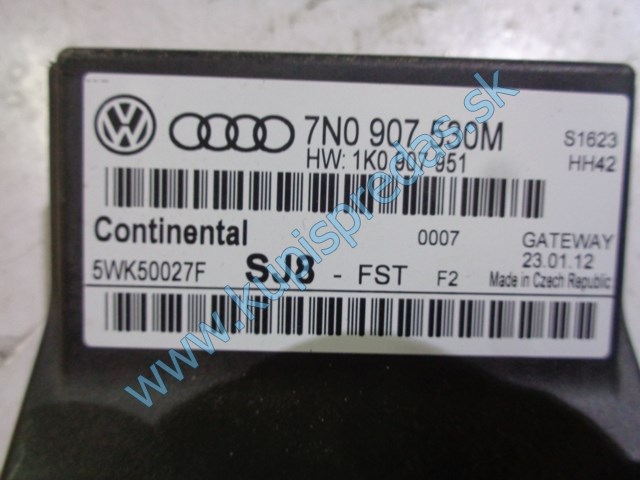 7N0 907 530M
HW: 1K0 907 951
S1623
HH42
Continental
0007
GATEWAY
23.01.12
5WK50027F
SJ8 - FST F2
Made in Czech Republic
www.kupispredas.sk